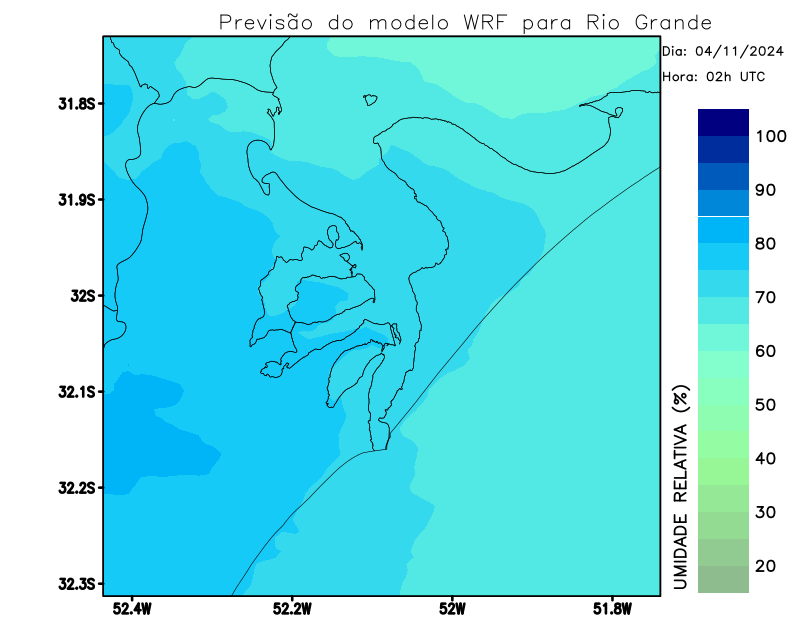 Previsão do modelo WRF para Rio Grande
Dia: 04/11/2024
Hora: 02h UTC
31.8S
31.9S
32S
32.1S
32.2S
32.3S
52.4W
52.2W
52W
51.8W
100
90
80
70
60
50
40
30
20
UMIDADE RELATIVA (%)